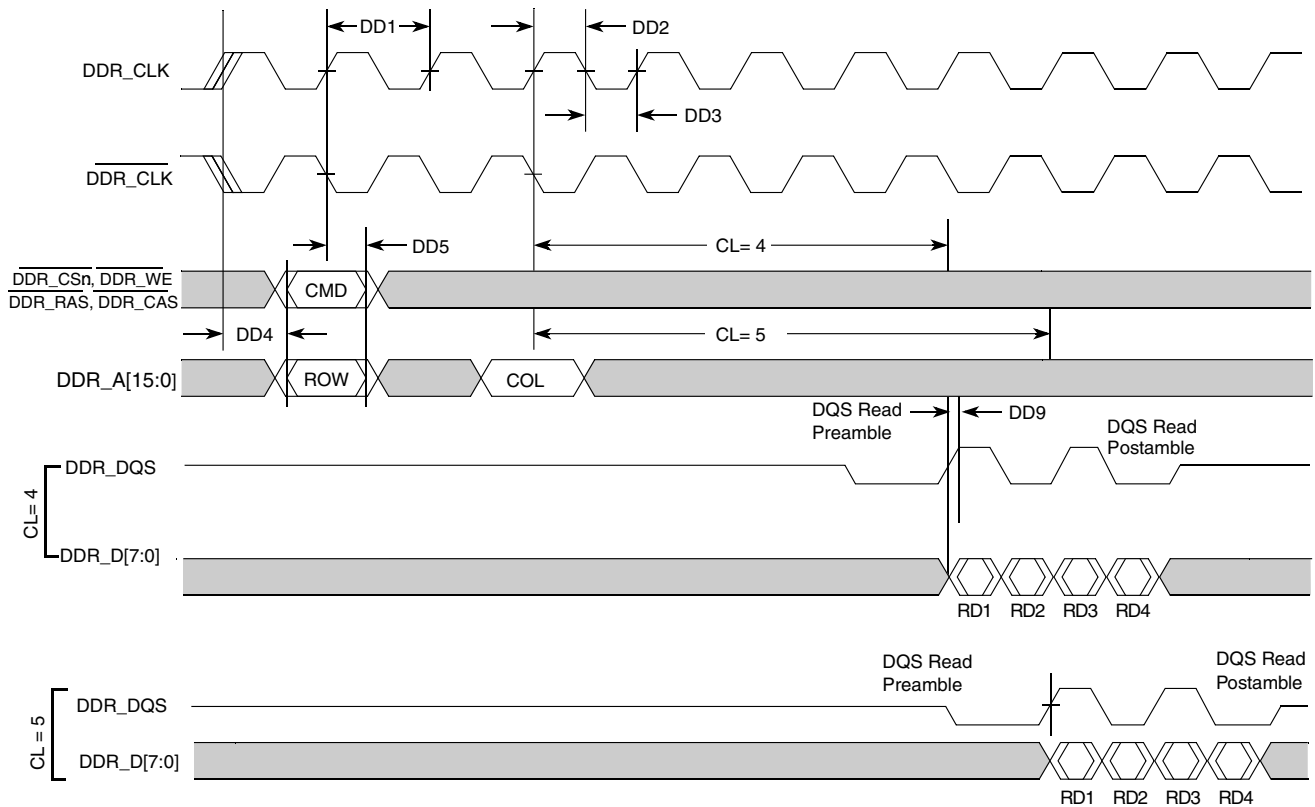 DD1
DD2
DDR_CLK
DD3
DDR_CLK
DD5
CL= 4
DDR_CSn, DDR_WE
DDR_RAS, DDR_CAS
CMD
DD4
CL= 5
DDR_A[15:0]
ROW
COL
DQS Read
Preamble
DD9
DQS Read
Postamble
CL= 4
DDR_DQS
DDR_D[7:0]
RD1 RD2 RD3 RD4
DQS Read
Preamble
DQS Read
Postamble
CL = 5
DDR_DQS
DDR_D[7:0]
RD1 RD2 RD3 RD4